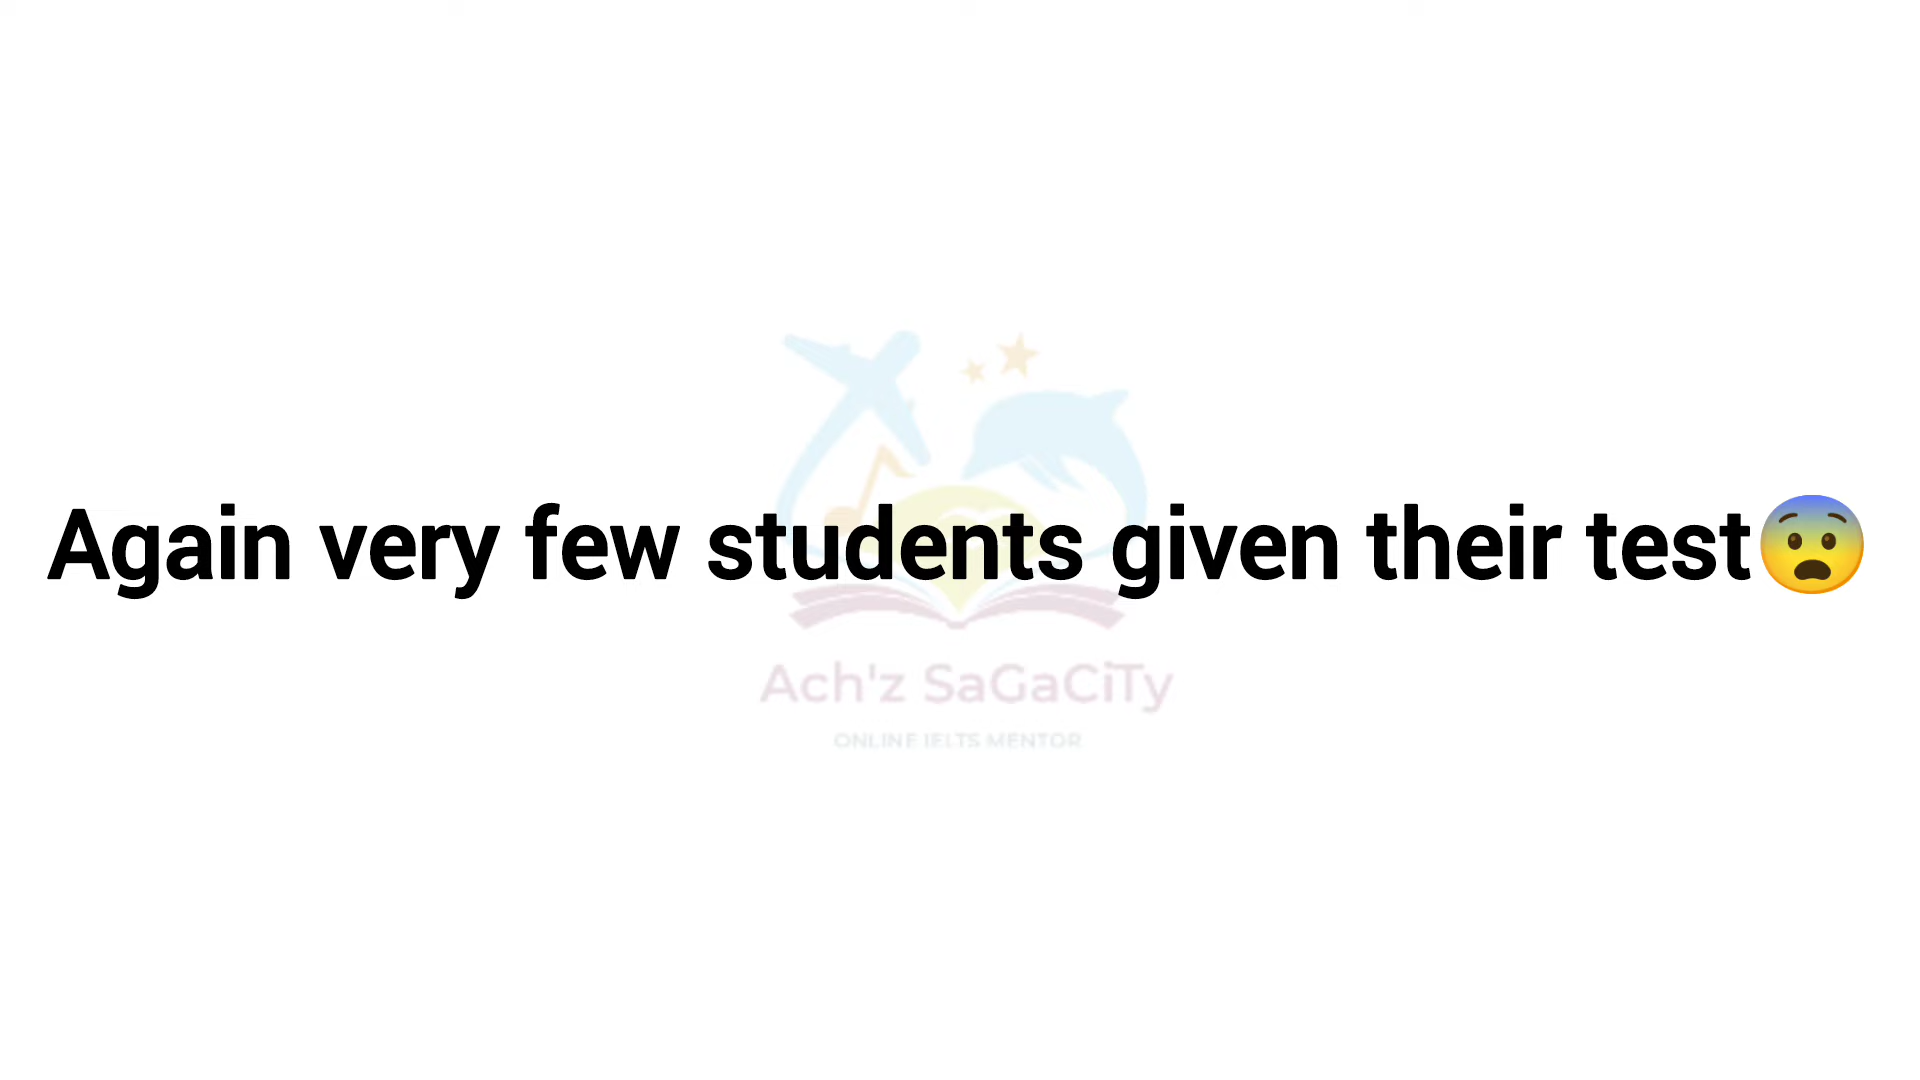 Again very few students given their test😨
Ach'z SaGaCiTy
ONLINE IELTS MENTOR